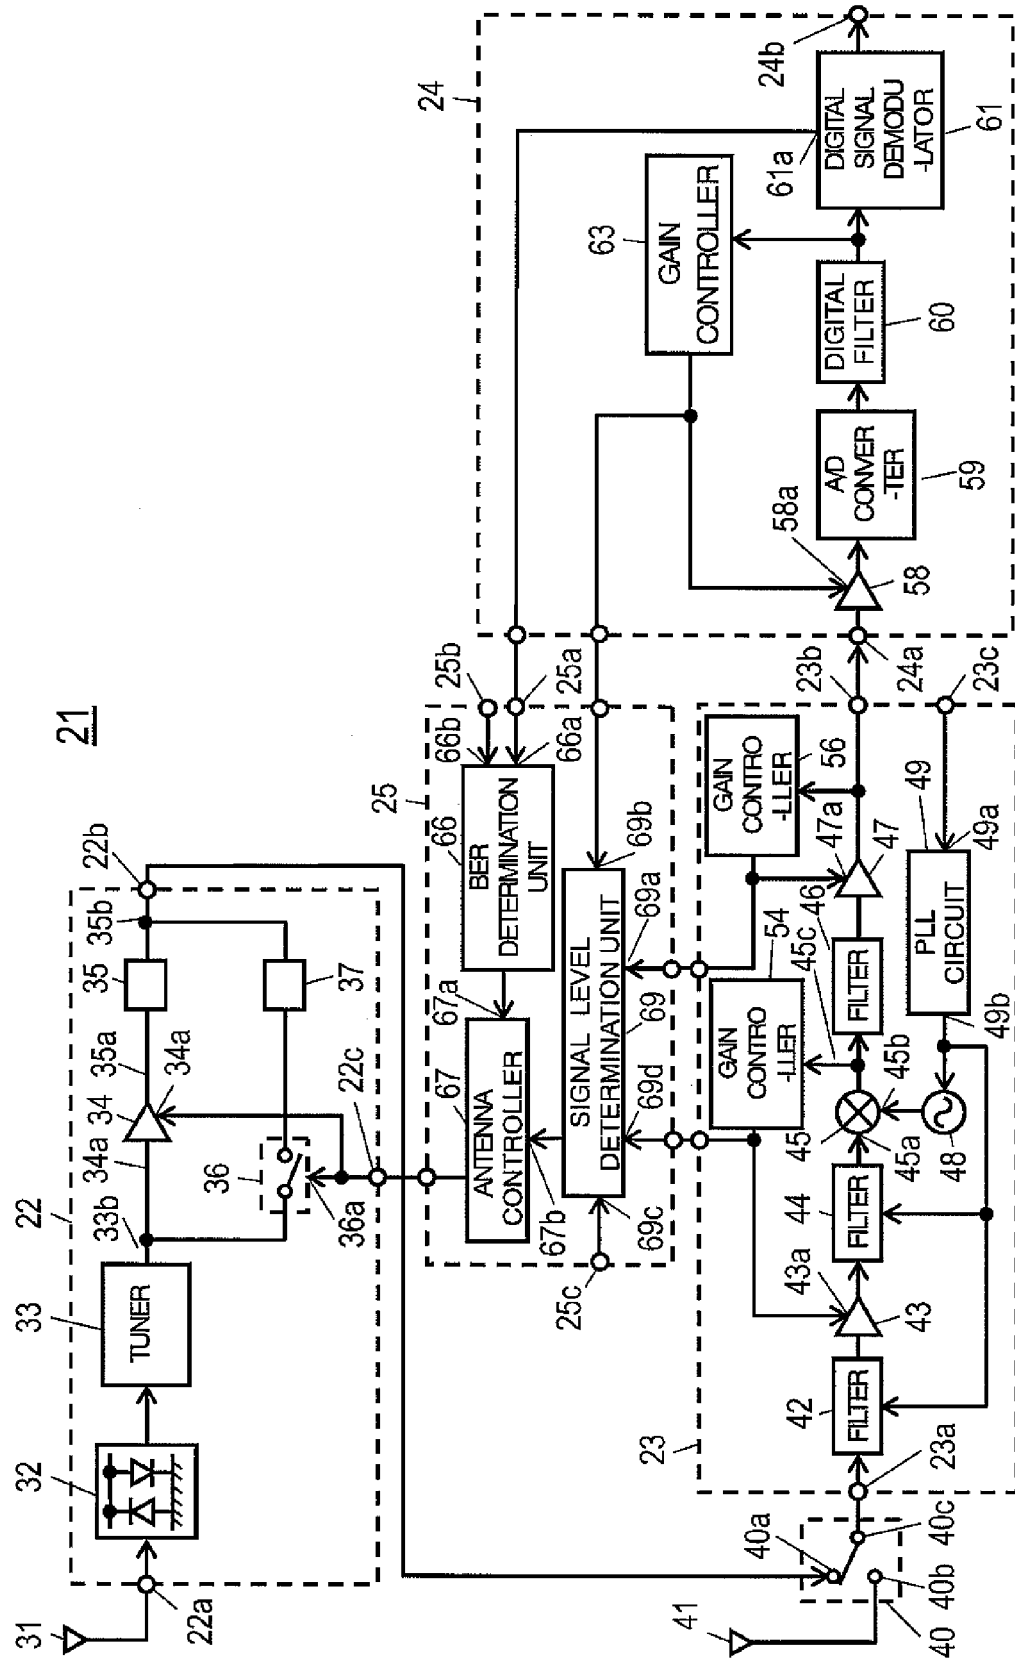 21
31
22a
32
22
33
TUNER
33b
34a
34
34a
35a
35
35b
22b
36
36a
37
22c
25
67
ANTENNA
CONTROLLER
67a
67b
66
BER
DETERMINATION
UNIT
66b
66a
25b
25a
25c
SIGNAL LEVEL
DETERMINATION UNIT
69
69a
69b
69c
69d
24
63
GAIN
CONTROLLER
61a
24b
DIGITAL
SIGNAL
DEMODU
-LATOR
61
DIGITAL
FILTER
60
A/D
CONVER
-TER
59
58a
58
24a
23b
23c
23
41
40
40a
40b
40c
23a
42
FILTER
43a
43
44
FILTER
45
45a
45b
45c
48
54
GAIN
CONTRO
-LLER
46
FILTER
47a
47
56
GAIN
CONTRO
-LLER
49
PLL
CIRCUIT
49a
49b